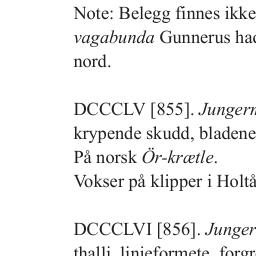 Note: Belegg finnes ikke
vagabunda Gunnerus had
nord.
DCCCLV [855]. Jungerm
krypende skudd, bladene
På norsk Ör-krætle.
Vokser på klipper i Holtå
DCCCLVI [856]. Junger
thalli, linjeformete, forgr